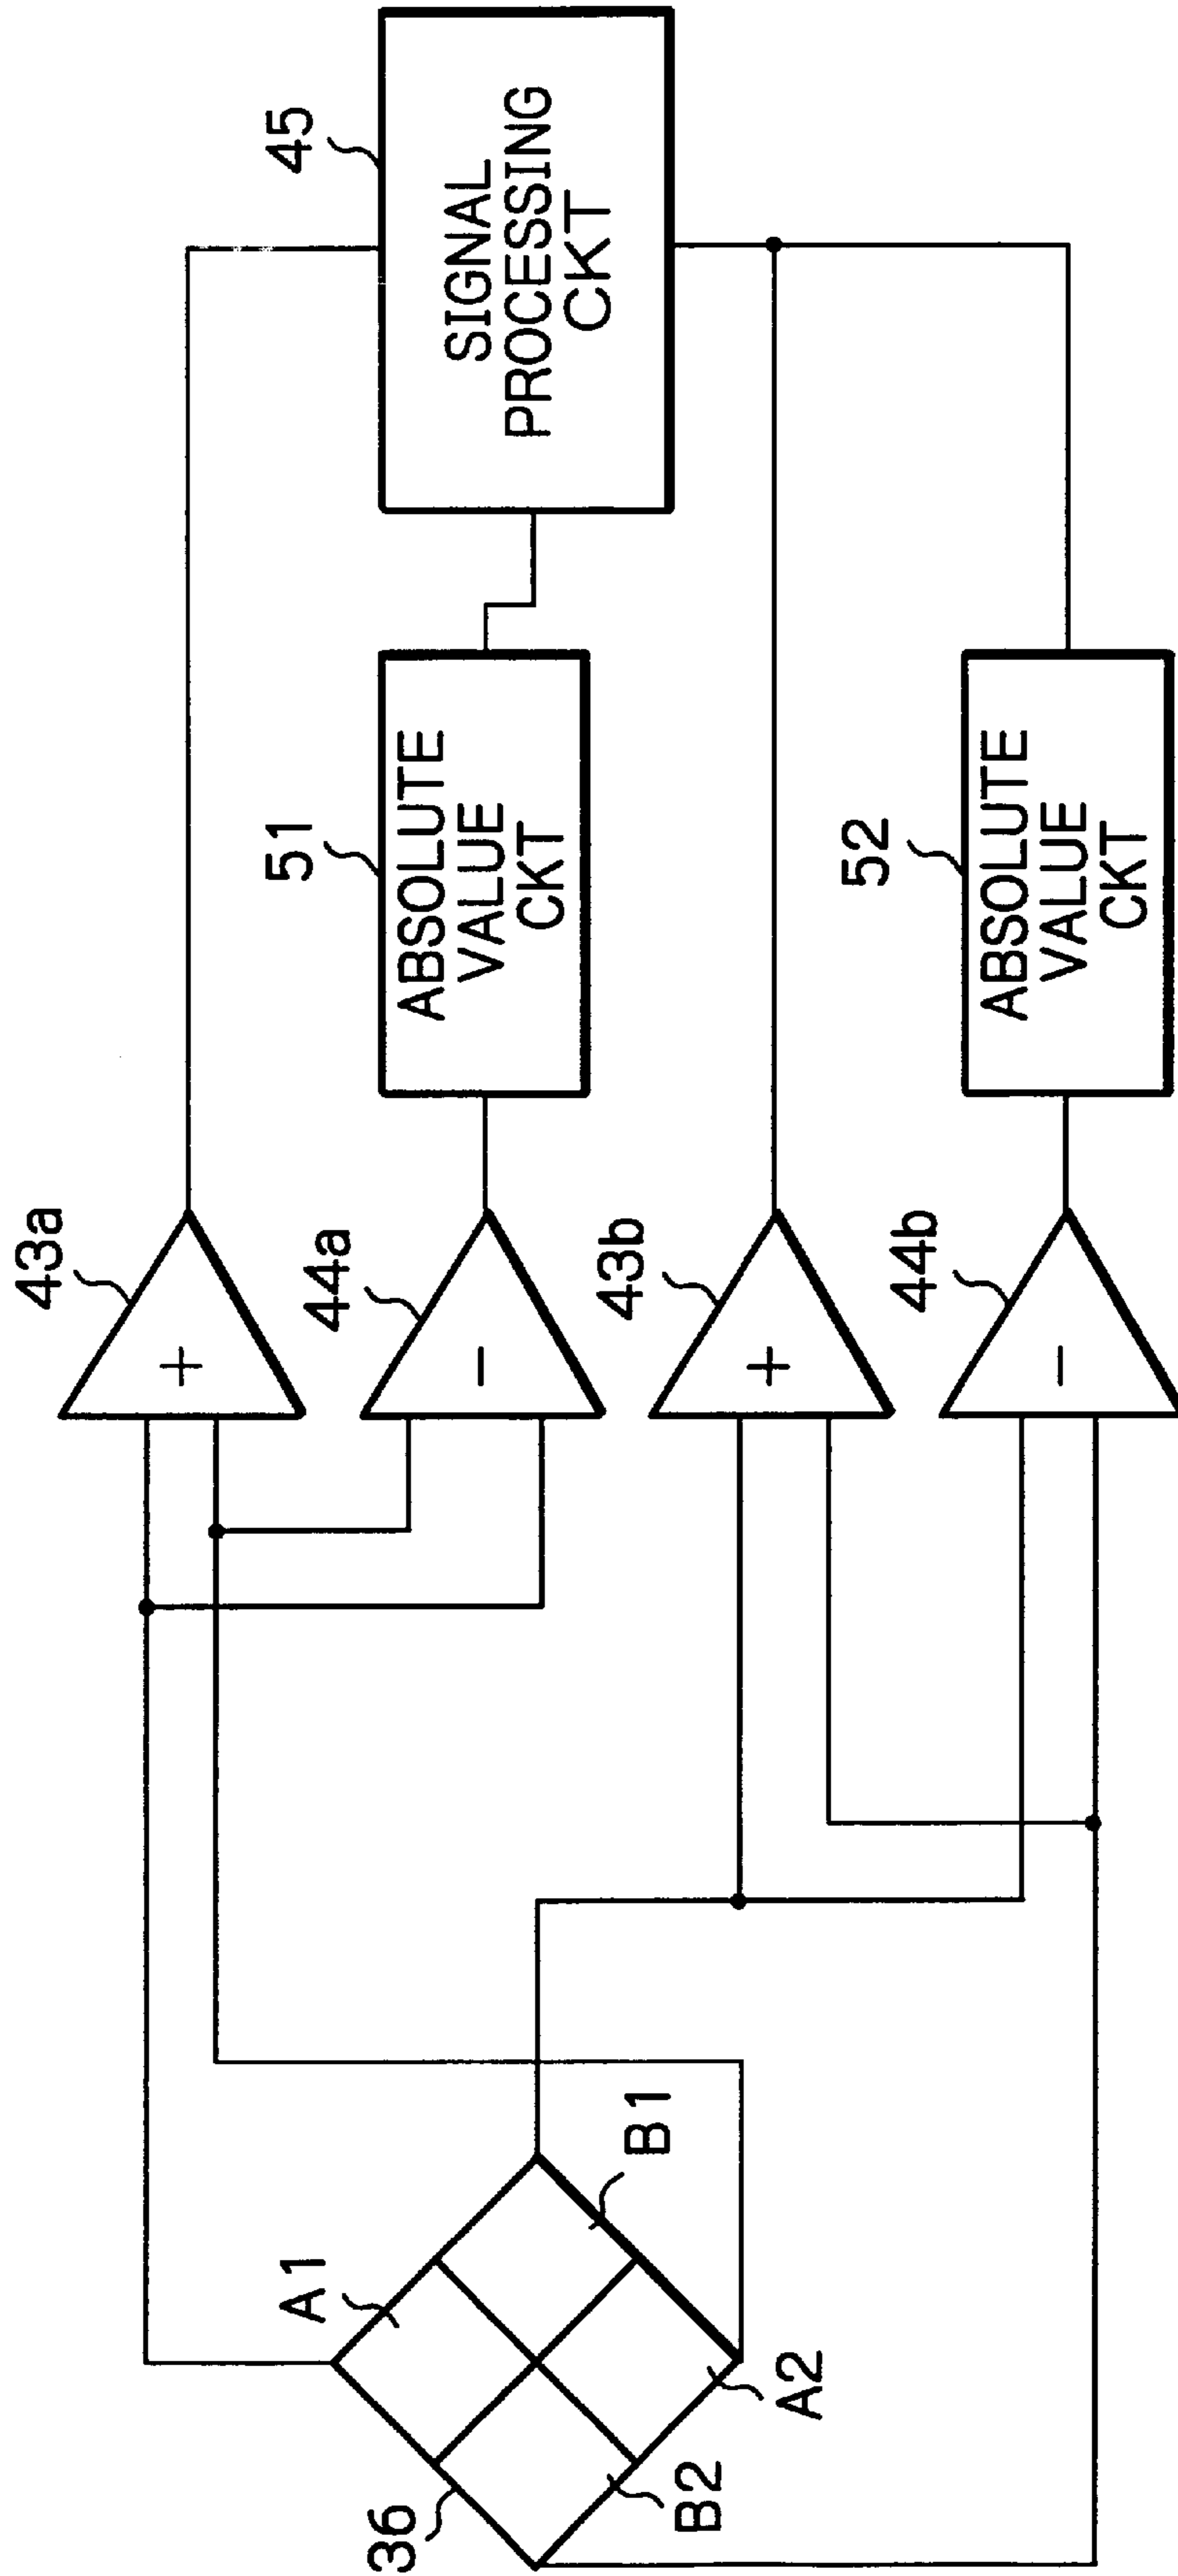 45
SIGNAL
PROCESSING
CKT
51
ABSOLUTE
VALUE
CKT
52
ABSOLUTE
VALUE
CKT
43a
+
44a
−
43b
+
44b
−
A1
B1
36
B2
A2